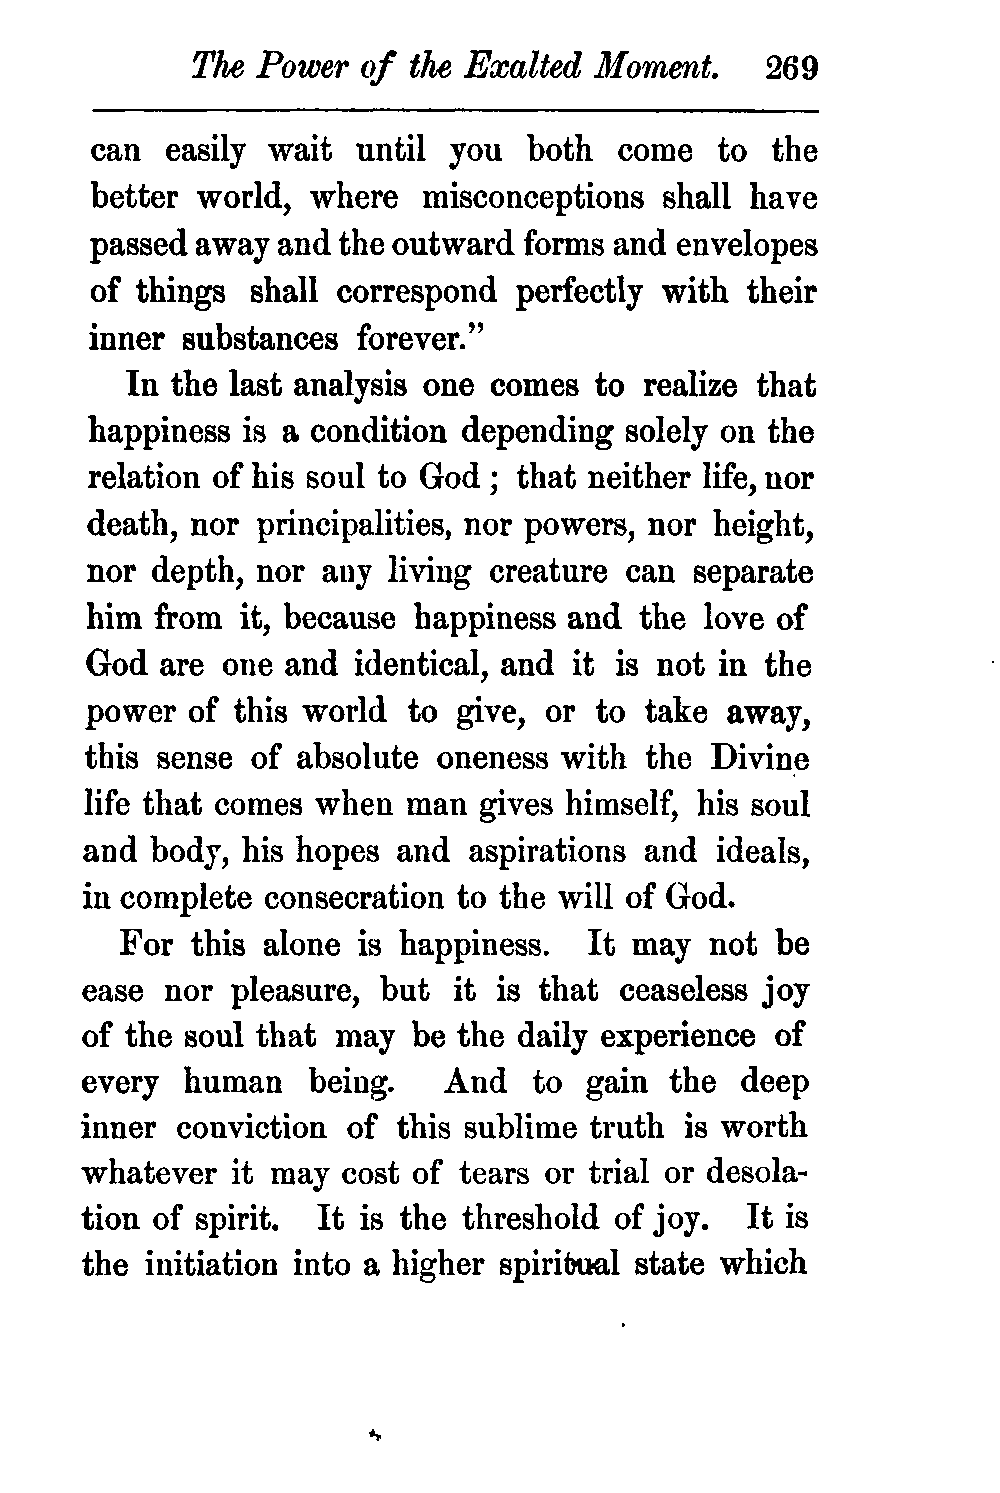 The Power of the Exalted Moment. 269
can easily wait until you both come to the
better world, where misconceptions shall have
passed away and the outward forms and envelopes
of things shall correspond perfectly with their
inner substances forever.”
In the last analysis one comes to realize that
happiness is a condition depending solely on the
relation of his soul to God ; that neither life, nor
death, nor principalities, nor powers, nor height,
nor depth, nor any living creature can separate
him from it, because happiness and the love of
God are one and identical, and it is not in the
power of this world to give, or to take away,
this sense of absolute oneness with the Divine
life that comes when man gives himself, his soul
and body, his hopes and aspirations and ideals,
in complete consecration to the will of God.
For this alone is happiness. It may not be
ease nor pleasure, but it is that ceaseless joy
of the soul that may be the daily experience of
every human being. And to gain the deep
inner conviction of this sublime truth is worth
whatever it may cost of tears or trial or desola-
tion of spirit. It is the threshold of joy. It is
the initiation into a higher spiritual state which